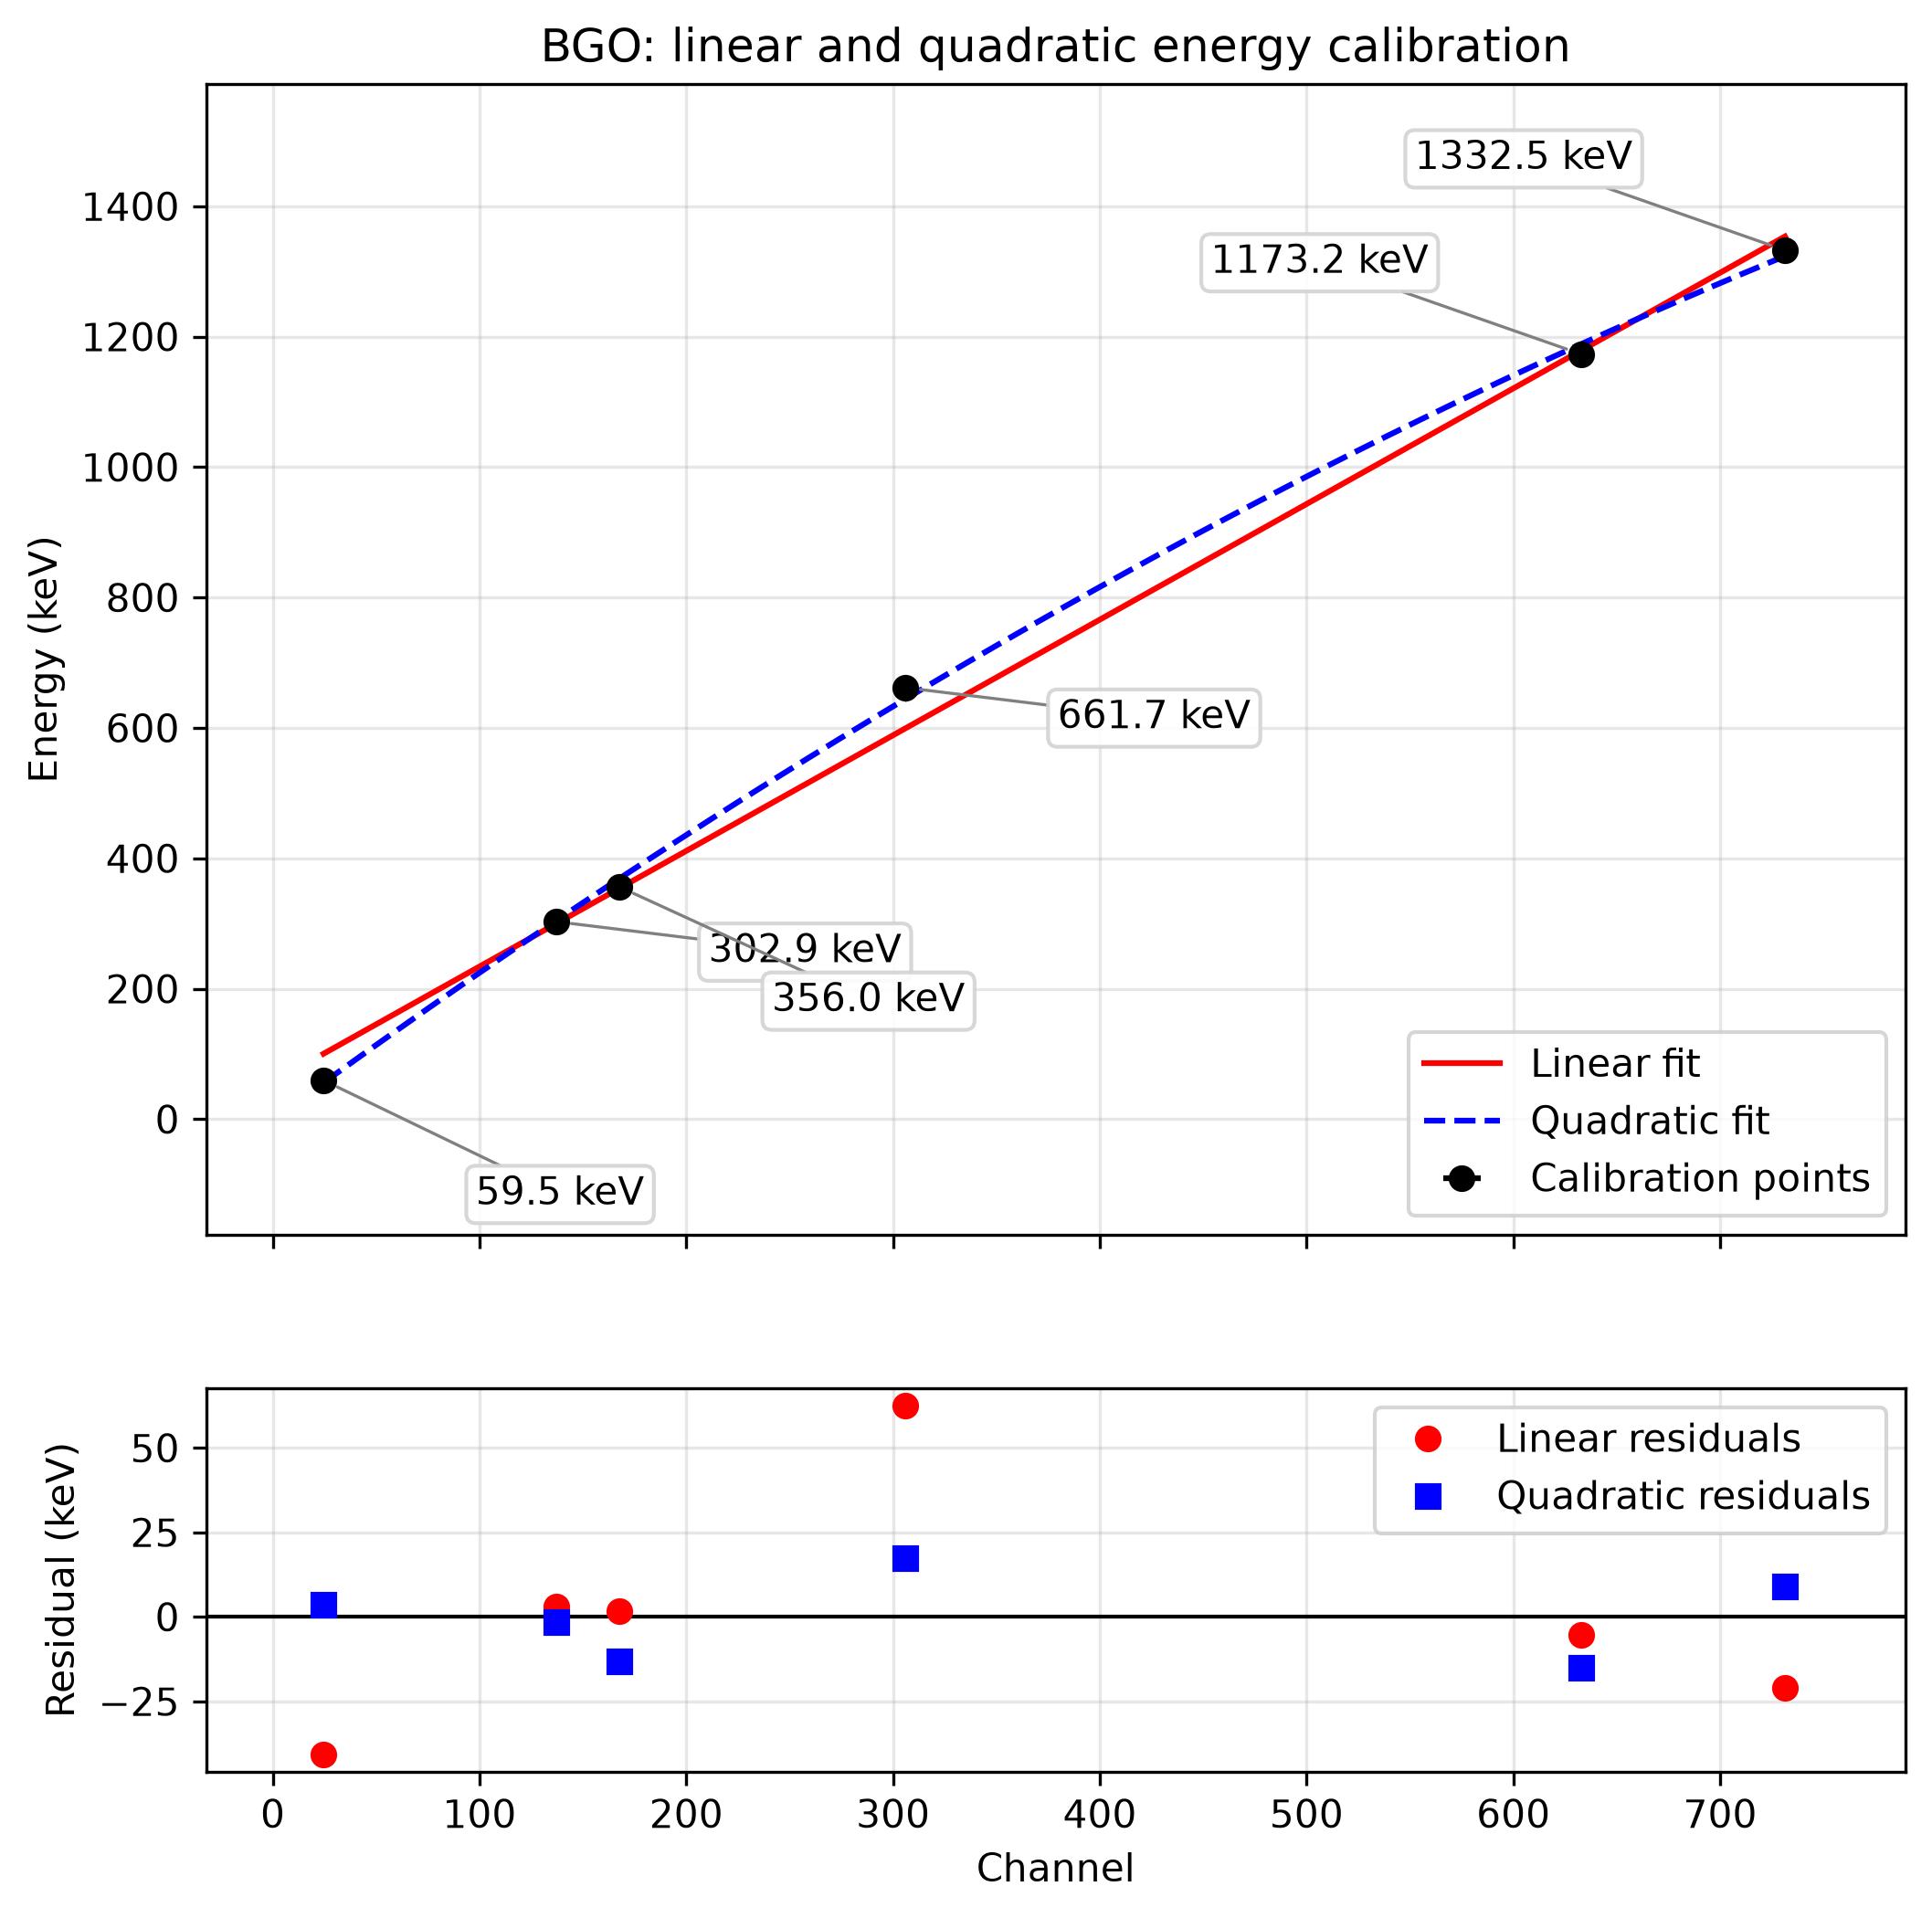 BGO: linear and quadratic energy calibration
1332.5 keV
1173.2 keV
661.7 keV
302.9 keV
356.0 keV
59.5 keV
1400
1200
1000
800
600
400
200
0
Energy (keV)
Linear fit
Quadratic fit
Calibration points
50
25
0
−25
Residual (keV)
Linear residuals
Quadratic residuals
0 100 200 300 400 500 600 700
Channel